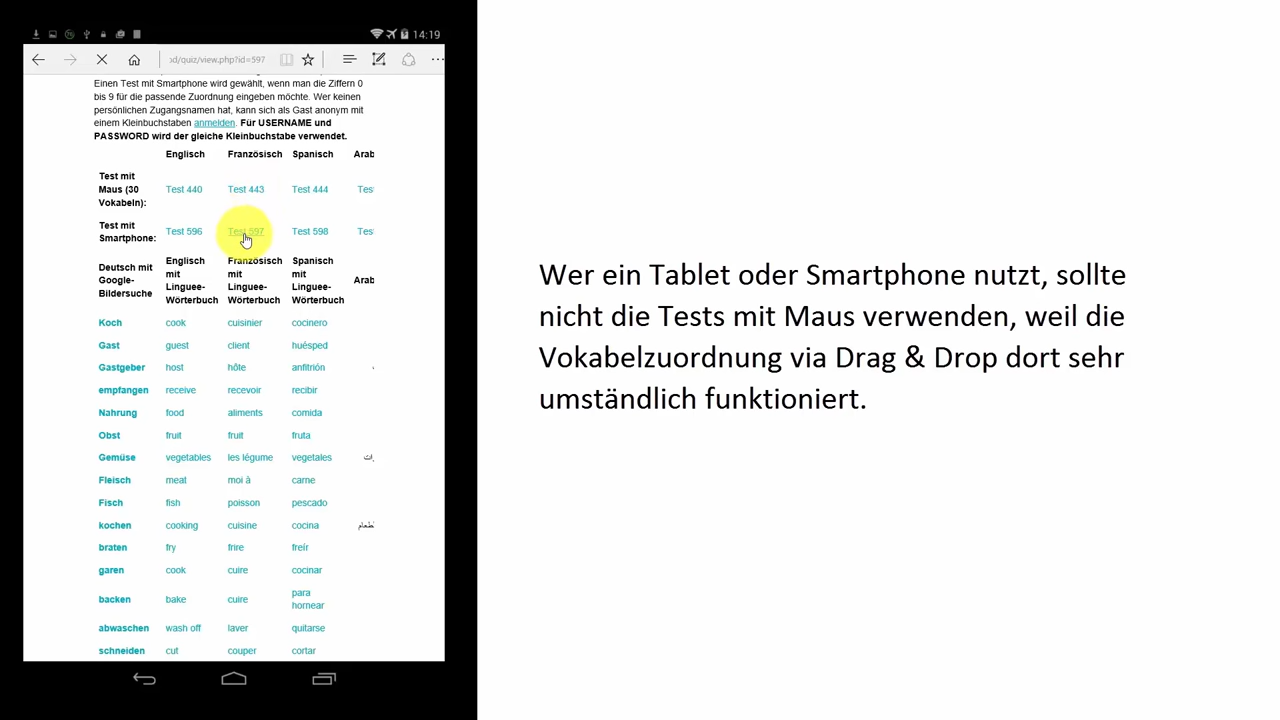 14:19
od/quiz/view.php?id=597
Einen Test mit Smartphone wird gewählt, wenn man die Ziffern 0
bis 9 für die passende Zuordnung eingeben möchte. Wer keinen
persönlichen Zugangsnamen hat, kann sich als Gast anonym mit
einem Kleinbuchstaben anmelden. Für USERNAME und
PASSWORD wird der gleiche Kleinbuchstabe verwendet.
Englisch Französisch Spanisch Arab
Test mit
Maus (30
Vokabeln):
Test 440 Test 443 Test 444 Tes
Test mit
Smartphone:
Test 596 Test 597 Test 598 Tes
Deutsch mit
Google-
Bildersuche
Englisch
mit
Linguee-
Wörterbuch
Französisch
mit
Linguee-
Wörterbuch
Spanisch
mit
Linguee-
Wörterbuch
Arab
Koch cook cuisinier cocinero
Gast guest client huésped
Gastgeber host hôte anfitrión
empfangen receive recevoir recibir
Nahrung food aliments comida
Obst fruit fruit fruta
Gemüse vegetables les légume vegetales
Fleisch meat moi à carne
Fisch fish poisson pescado
kochen cooking cuisine cocina
braten fry frire freír
garen cook cuire cocinar
backen bake cuire para hornear
abwaschen wash off laver quitarse
schneiden cut couper cortar
Wer ein Tablet oder Smartphone nutzt, sollte
nicht die Tests mit Maus verwenden, weil die
Vokabelzuordnung via Drag & Drop dort sehr
umständlich funktioniert.